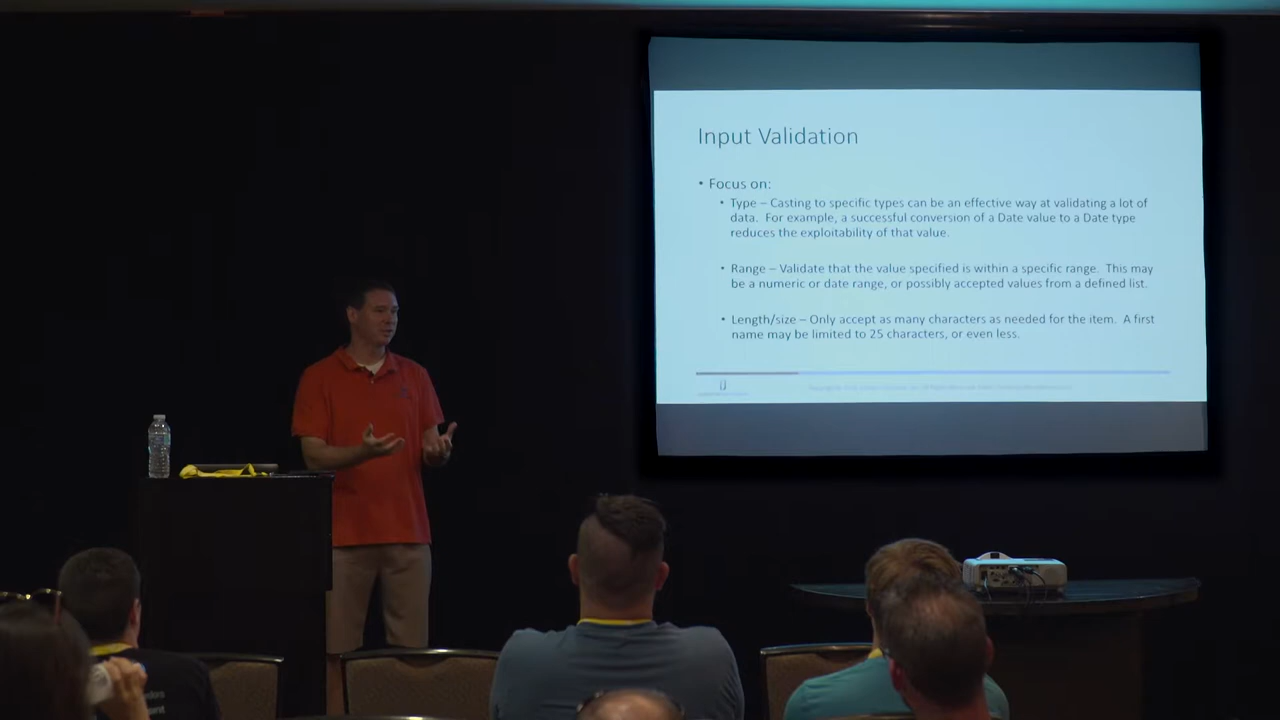 Input Validation
• Focus on:
• Type – Casting to specific types can be an effective way at validating a lot of
data. For example, a successful conversion of a Date value to a Date type
reduces the exploitability of that value.
• Range – Validate that the value specified is within a specific range. This may
be a numeric or date range, or possibly accepted values from a defined list.
• Length/size – Only accept as many characters as needed for the item. A first
name may be limited to 25 characters, or even less.